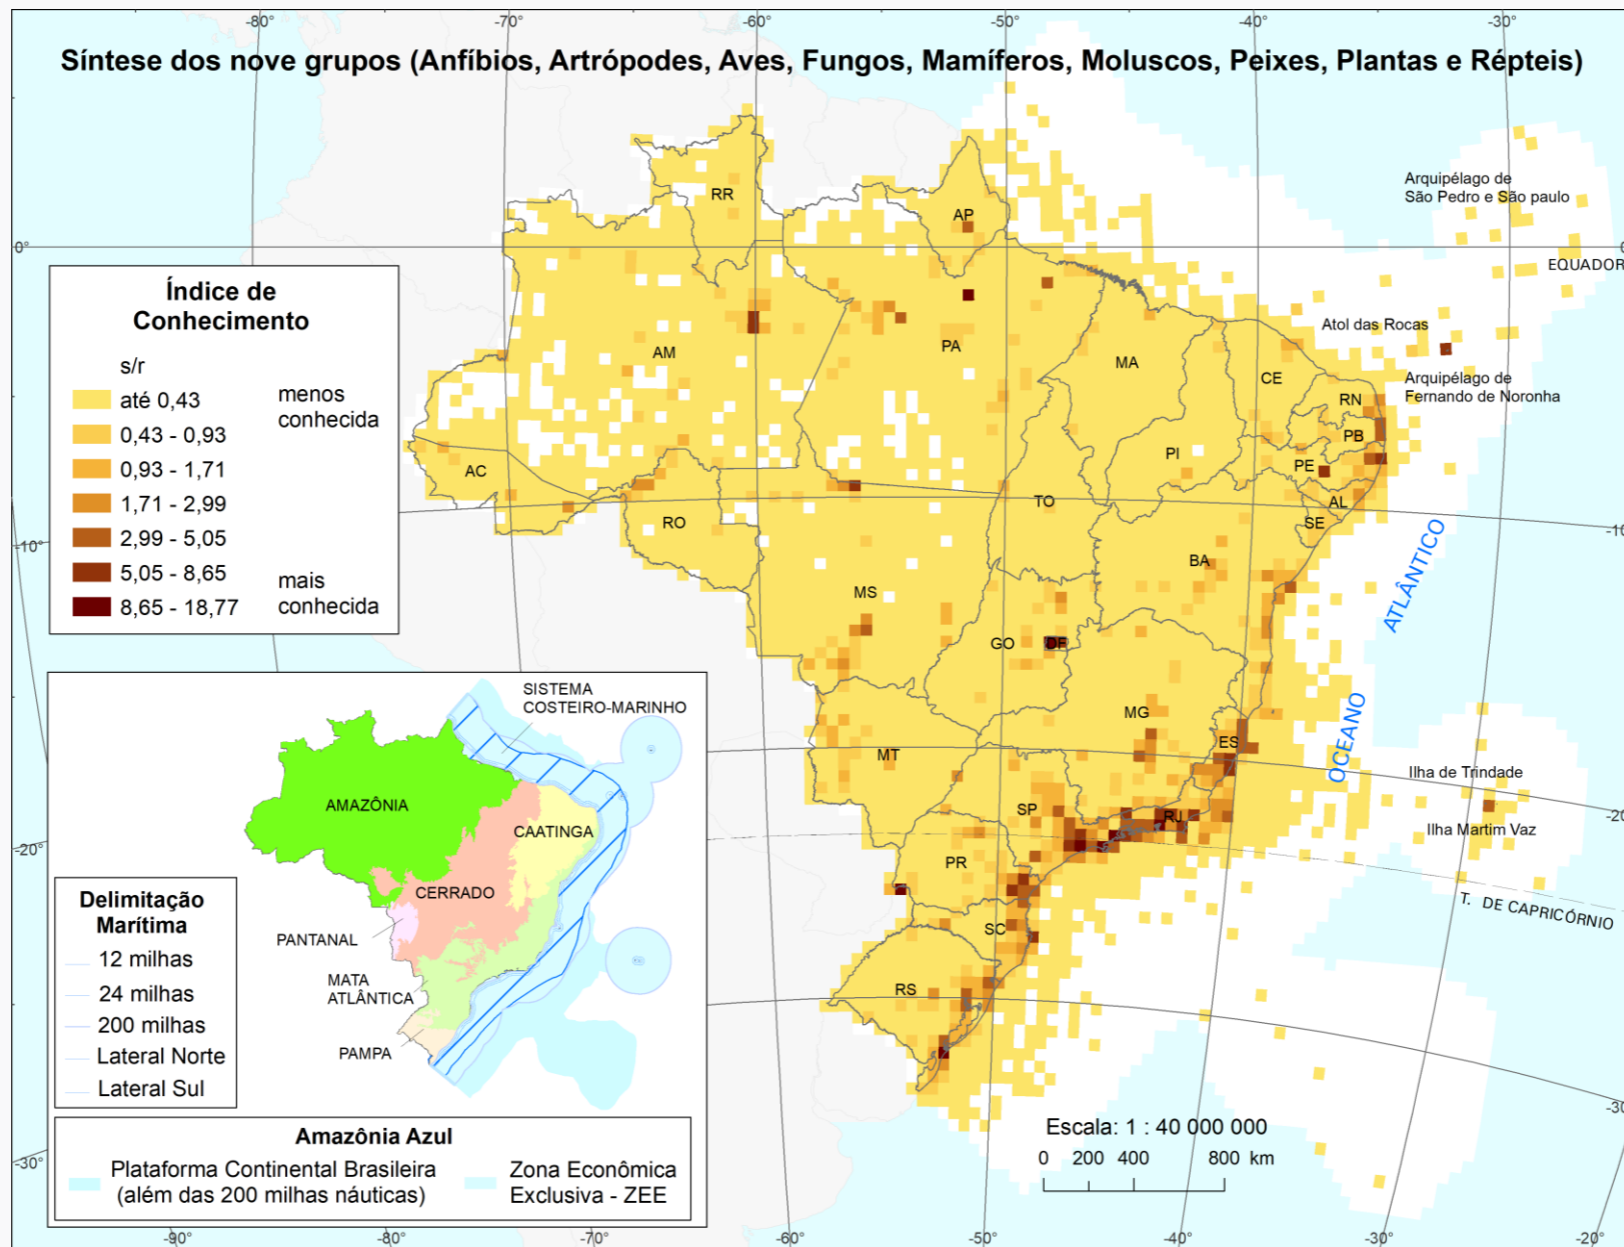 -80° -70° -60° -50° -40° -30°
Síntese dos nove grupos (Anfíbios, Artrópodes, Aves, Fungos, Mamíferos, Moluscos, Peixes, Plantas e Répteis)
Arquipélago de
São Pedro e São paulo
RR
AP
0°
EQUADOR
Índice de
Conhecimento
s/r
até 0,43
0,43 - 0,93
0,93 - 1,71
1,71 - 2,99
2,99 - 5,05
5,05 - 8,65
8,65 - 18,77
menos
conhecida
mais
conhecida
Atol das Rocas
Arquipélago de
Fernando de Noronha
AM
PA
MA
CE
RN
PB
PI
PE
AC
TO
AL
SE
RO
BA
-10°
-10
MS
GO
DF
ATLÂNTICO
OCEANO
MG
ES
MT
Ilha de Trindade
Ilha Martim Vaz
SP
RJ
-20°
-20
PR
T. DE CAPRICÓRNIO
SC
RS
SISTEMA
COSTEIRO-MARINHO
AMAZÔNIA
CAATINGA
CERRADO
PANTANAL
MATA
ATLÂNTICA
PAMPA
Delimitação
Marítima
12 milhas
24 milhas
200 milhas
Lateral Norte
Lateral Sul
Amazônia Azul
Plataforma Continental Brasileira
(além das 200 milhas náuticas)
Zona Econômica
Exclusiva - ZEE
Escala: 1 : 40 000 000
0 200 400 800 km
-30°
-30
-90° -80° -70° -60° -50° -40° -30° -20°